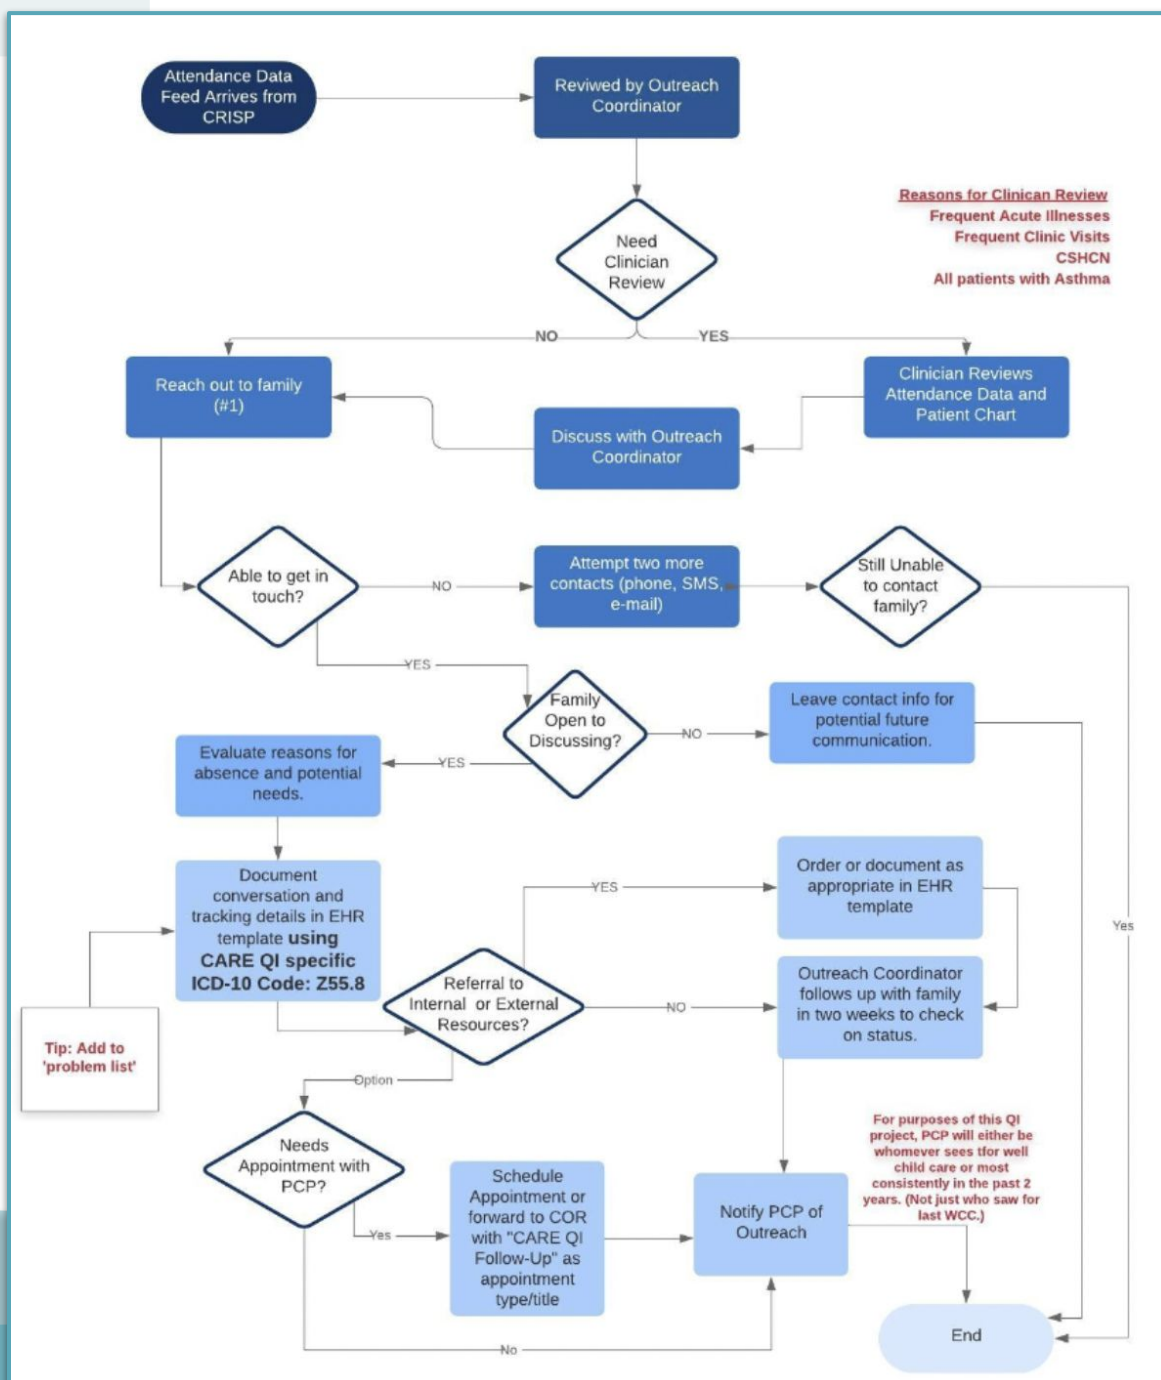 Attendance Data
Feed Arrives from
CRISP
Reviwed by Outreach
Coordinator
Need
Clinician
Review
Reasons for Clinican Review
Frequent Acute Illnesses
Frequent Clinic Visits
CSHCN
All patients with Asthma
NO
YES
Reach out to family
(#1)
Clinician Reviews
Attendance Data and
Patient Chart
Discuss with Outreach
Coordinator
Able to get in
touch?
NO
Attempt two more
contacts (phone, SMS,
e-mail)
Still Unable
to contact
family?
YES
Family
Open to
Discussing?
NO
Leave contact info for
potential future
communication.
YES
Evaluate reasons for
absence and potential
needs.
Document
conversation and
tracking details in EHR
template using
CARE QI specific
ICD-10 Code: Z55.8
YES
Order or document as
appropriate in EHR
template
Yes
Referral to
Internal or External
Resources?
NO
Outreach Coordinator
follows up with family
in two weeks to check
on status.
Tip: Add to
'problem list'
Option
Needs
Appointment with
PCP?
Yes
Schedule
Appointment or
forward to COR
with "CARE QI
Follow-Up" as
appointment
type/title
Notify PCP of
Outreach
For purposes of this QI
project, PCP will either be
whomever sees tfor well
child care or most
consistently in the past 2
years. (Not just who saw for
last WCC.)
No
End